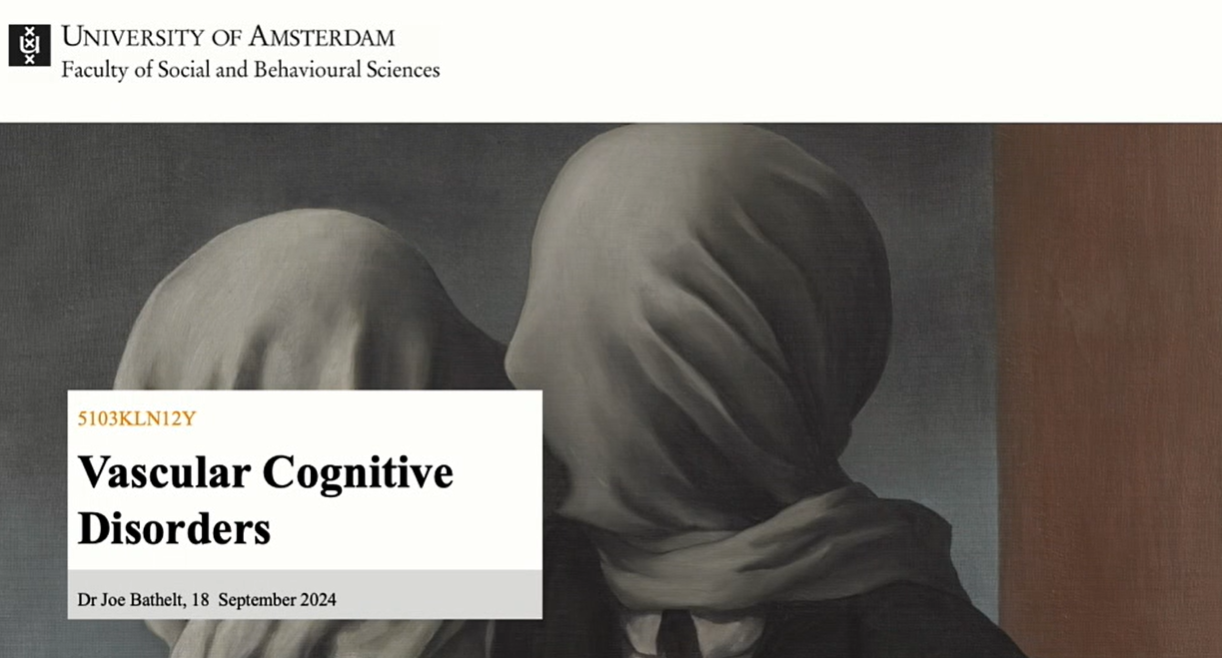 UNIVERSITY OF AMSTERDAM
Faculty of Social and Behavioural Sciences
5103KLN12Y
Vascular Cognitive
Disorders
Dr Joe Bathelt, 18 September 2024